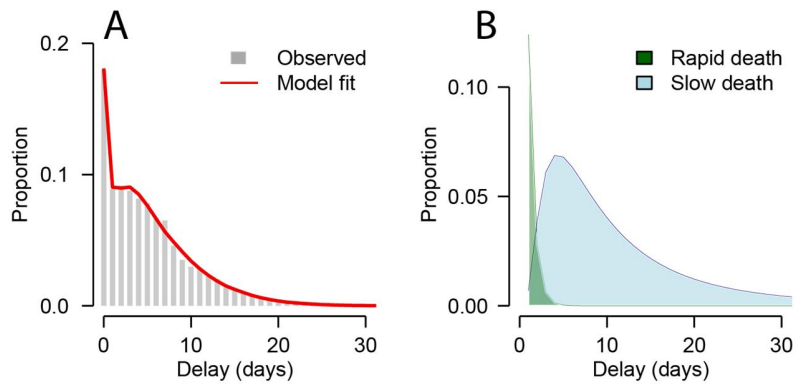 A
0.2
0.1
0.0
Proportion
Observed
Model fit
0
10
20
30
Delay (days)
B
0.10
0.05
0.00
Proportion
Rapid death
Slow death
0
10
20
30
Delay (days)